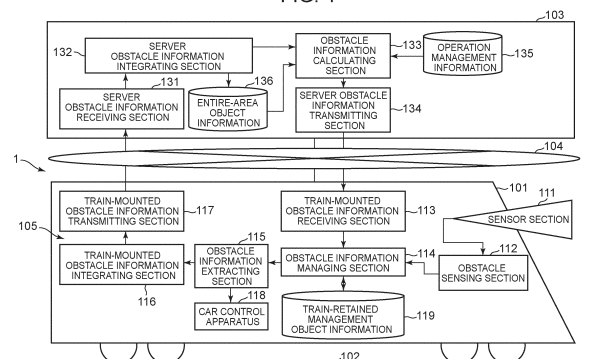 103
132
SERVER
OBSTACLE INFORMATION
INTEGRATING SECTION
OBSTACLE
INFORMATION
CALCULATING
SECTION
133
OPERATION
MANAGEMENT
INFORMATION
135
131
SERVER
OBSTACLE INFORMATION
RECEIVING SECTION
136
ENTIRE-AREA
OBJECT
INFORMATION
SERVER OBSTACLE
INFORMATION
TRANSMITTING
SECTION
134
104
1
101
111
SENSOR SECTION
TRAIN-MOUNTED
OBSTACLE INFORMATION
TRANSMITTING SECTION
117
TRAIN-MOUNTED
OBSTACLE INFORMATION
RECEIVING SECTION
113
105
TRAIN-MOUNTED
OBSTACLE INFORMATION
INTEGRATING SECTION
116
115
OBSTACLE
INFORMATION
EXTRACTING
SECTION
OBSTACLE INFORMATION
MANAGING SECTION
114
112
OBSTACLE
SENSING SECTION
118
CAR CONTROL
APPARATUS
TRAIN-RETAINED
MANAGEMENT
OBJECT INFORMATION
119
102